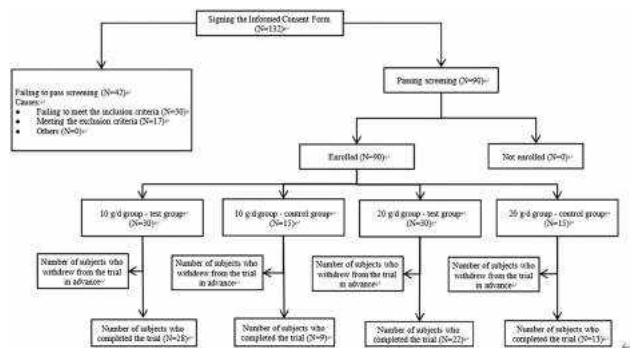 Signing the Informed Consent Form
(N=132)
Failing to pass screening (N=42)
Causes:
● Failing to meet the inclusion criteria (N=30)
● Meeting the exclusion criteria (N=17)
● Others (N=0)
Passing screening (N=90)
Enrolled (N=90)
Not enrolled (N=0)
10 g/d group - test group
(N=30)
10 g/d group - control group
(N=15)
20 g/d group - test group
(N=30)
20 g/d group - control group
(N=15)
Number of subjects who
withdrew from the trial
in advance
Number of subjects who
withdrew from the trial
in advance
Number of subjects who
withdrew from the trial
in advance
Number of subjects who
withdrew from the trial
in advance
Number of subjects who
completed the trial (N=28)
Number of subjects who
completed the trial (N=9)
Number of subjects who
completed the trial (N=22)
Number of subjects who
completed the trial (N=13)